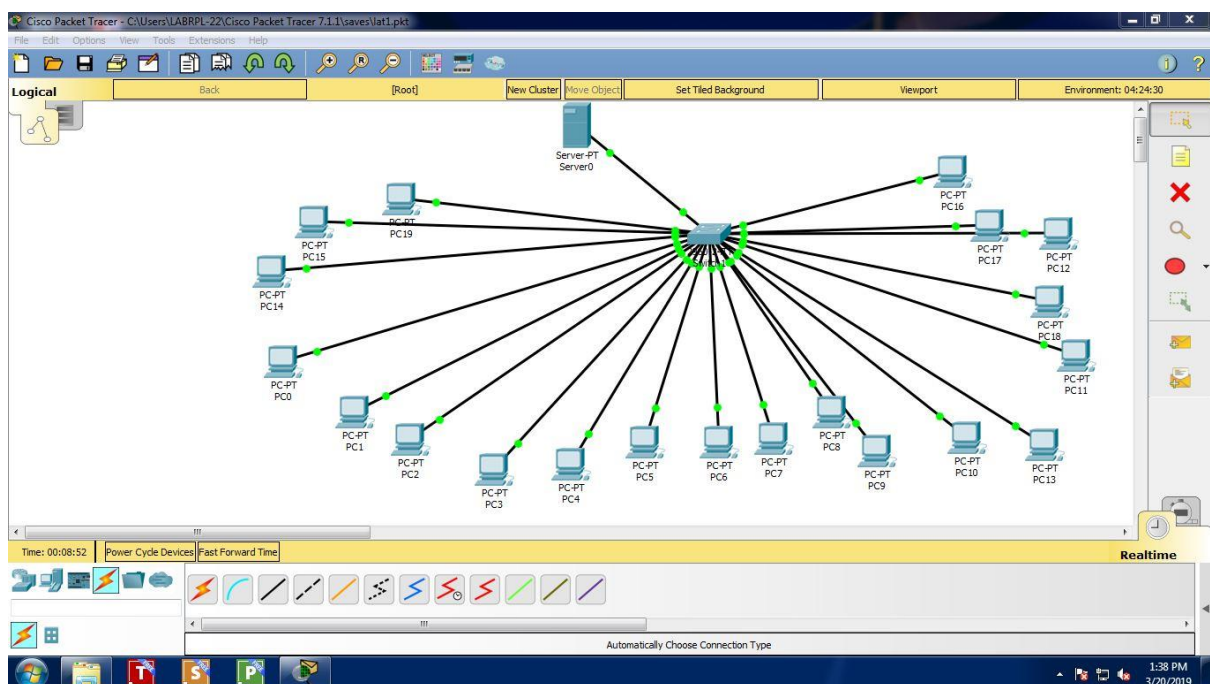 Cisco Packet Tracer - C:\Users\LABRPL-22\Cisco Packet Tracer 7.1.1\saves\lat1.pkt
File Edit Options View Tools Extensions Help
Logical Back [Root] New Cluster Move Object Set Tiled Background Viewport Environment: 04:24:30
Server-PT
Server0
PC-PT
PC16
PC-PT
PC19
PC-PT
PC15
PC-PT
PC17
PC-PT
PC12
PC-PT
PC14
PC-PT
PC18
PC-PT
PC11
PC-PT
PC0
PC-PT
PC1
PC-PT
PC2
PC-PT
PC3
PC-PT
PC4
PC-PT
PC5
PC-PT
PC6
PC-PT
PC7
PC-PT
PC8
PC-PT
PC9
PC-PT
PC10
PC-PT
PC13
Time: 00:08:52 Power Cycle Devices Fast Forward Time Realtime
Automatically Choose Connection Type
1:38 PM
3/20/2019